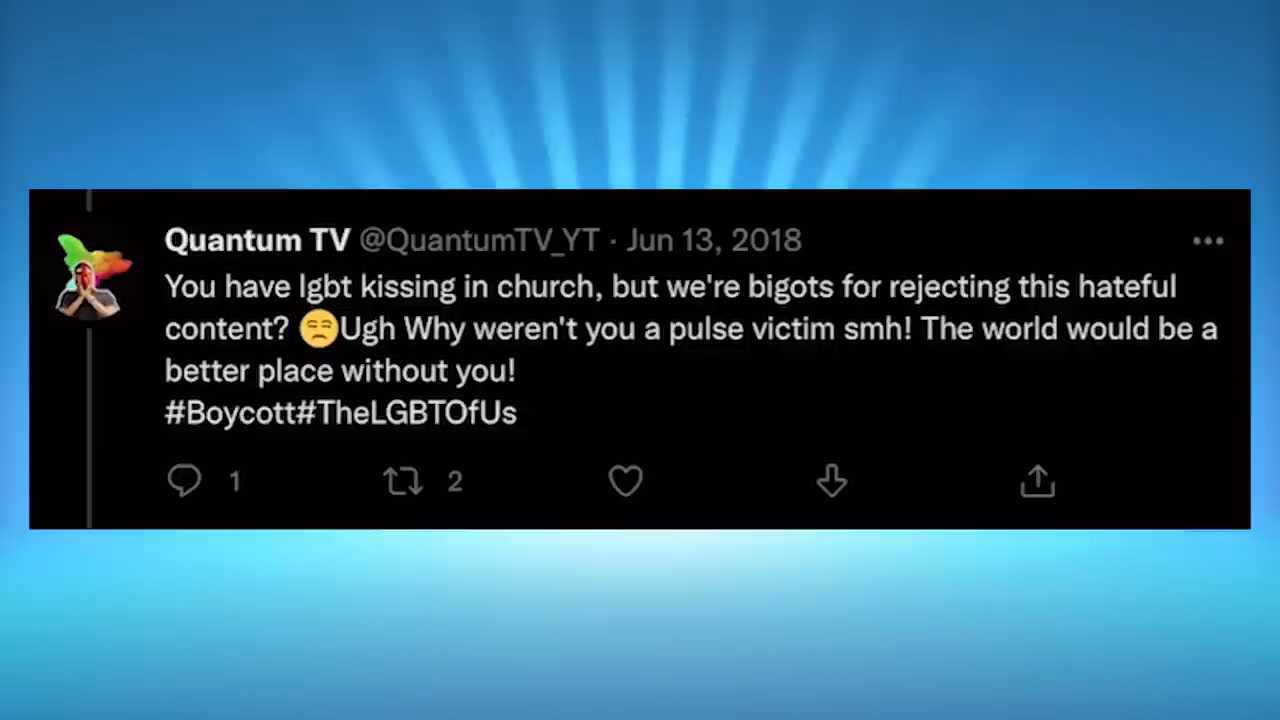 Quantum TV @QuantumTV_YT · Jun 13, 2018
You have lgbt kissing in church, but we're bigots for rejecting this hateful
content? 😒Ugh Why weren't you a pulse victim smh! The world would be a
better place without you!
#Boycott#TheLGBTOfUs
1 2